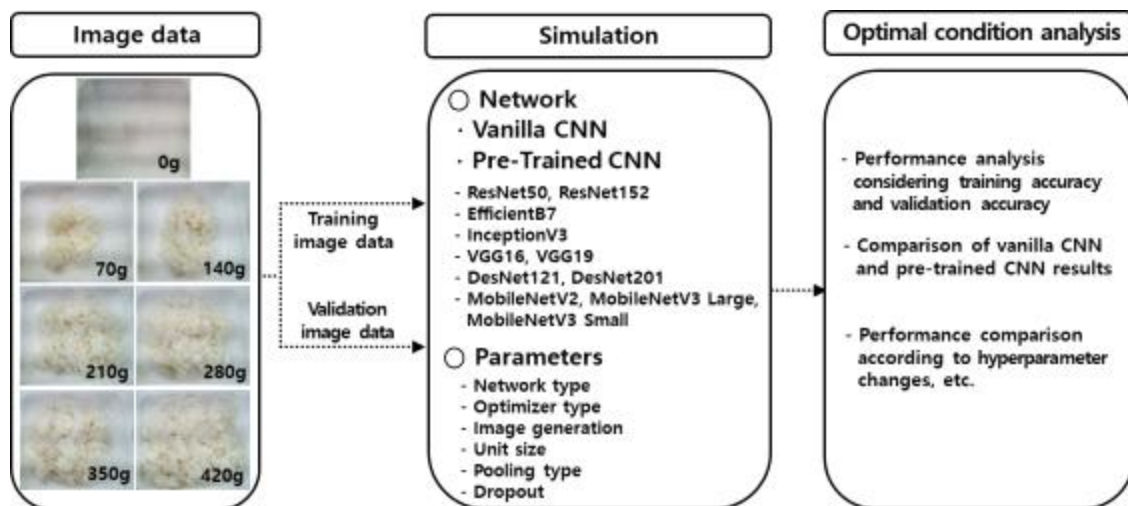 Image data
0g
70g
140g
210g
280g
350g
420g
Training
image data
Validation
image data
Simulation
○ Network
· Vanilla CNN
· Pre-Trained CNN
- ResNet50, ResNet152
- EfficientB7
- InceptionV3
- VGG16, VGG19
- DesNet121, DesNet201
- MobileNetV2, MobileNetV3 Large,
MobileNetV3 Small
○ Parameters
- Network type
- Optimizer type
- Image generation
- Unit size
- Pooling type
- Dropout
Optimal condition analysis
- Performance analysis
considering training accuracy
and validation accuracy
- Comparison of vanilla CNN
and pre-trained CNN results
- Performance comparison
according to hyperparameter
changes, etc.